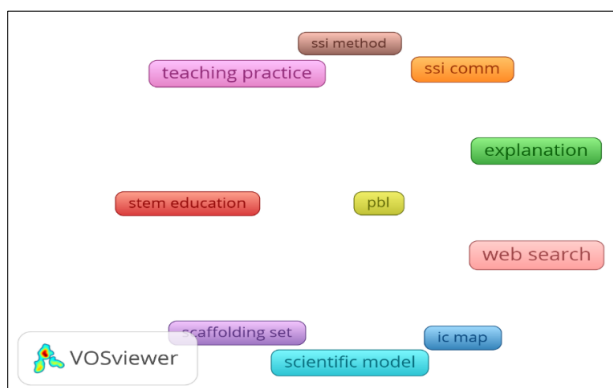 ssi method
teaching practice
ssi comm
explanation
stem education
pbl
web search
scaffolding set
ic map
VOSviewer
scientific model